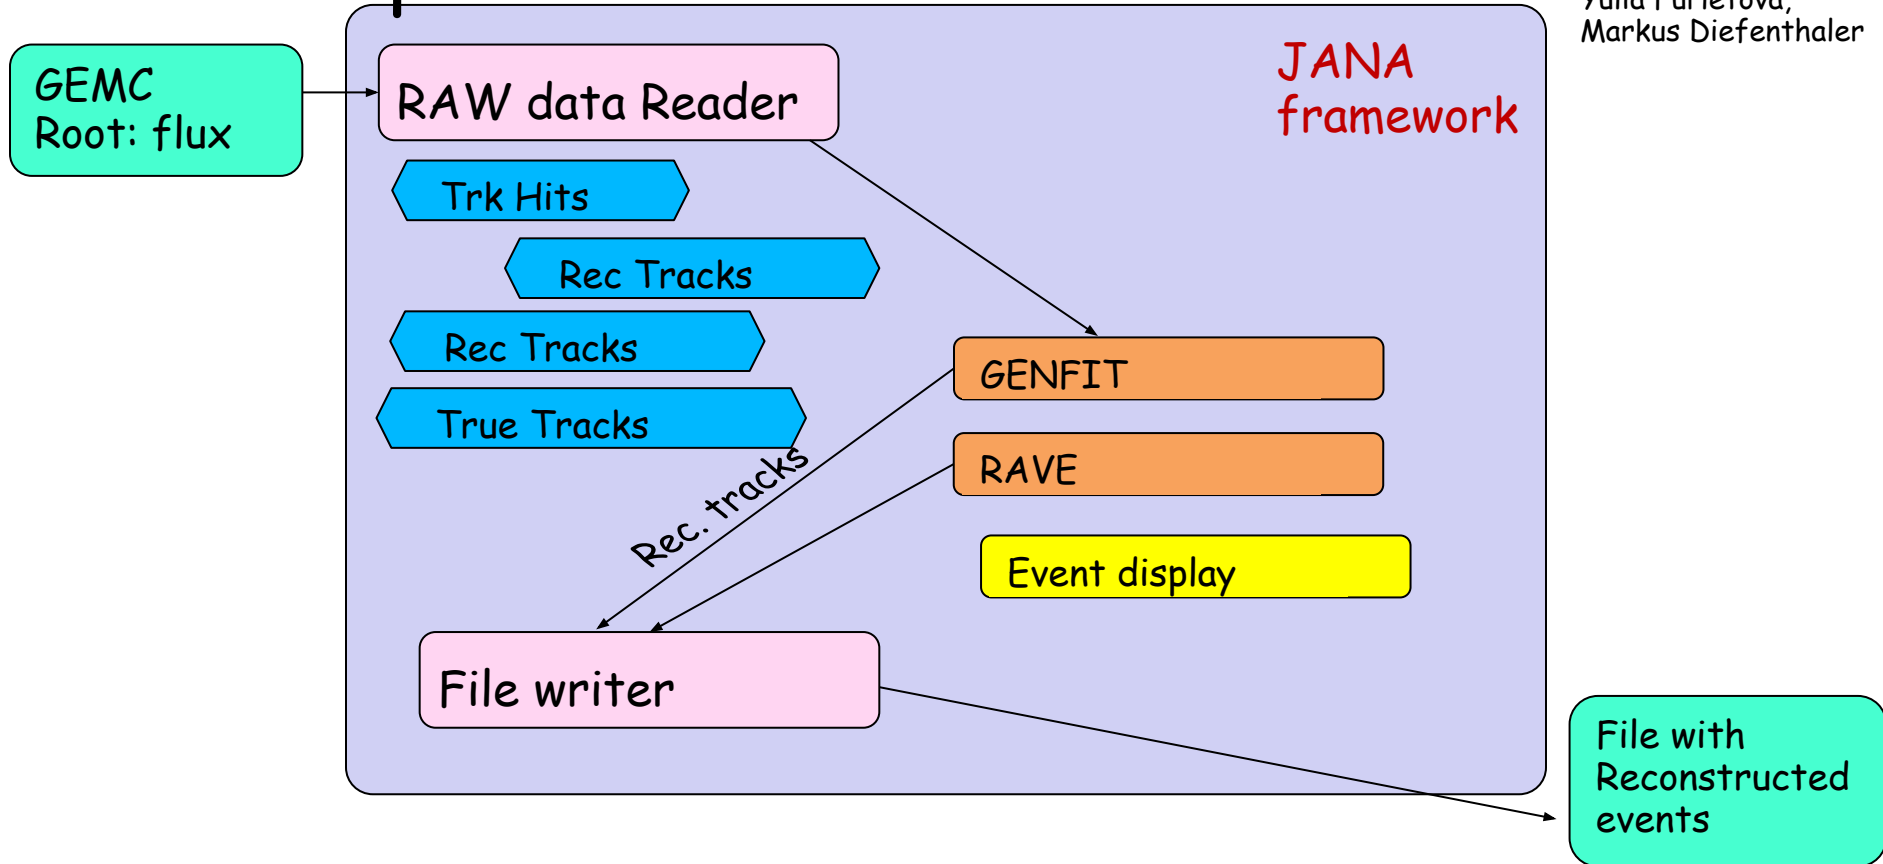 Markus Diefenthaler
JANA
framework
GEMC
Root: flux
RAW data Reader
Trk Hits
Rec Tracks
Rec Tracks
True Tracks
GENFIT
RAVE
Rec. tracks
Event display
File writer
File with
Reconstructed
events